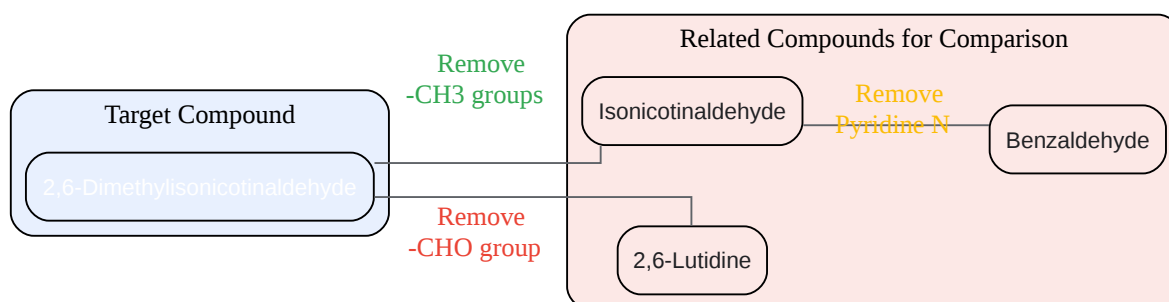 Target Compound
2,6-Dimethylisonicotinaldehyde
Remove
-CH3 groups
Remove
-CHO group
Related Compounds for Comparison
Isonicotinaldehyde
Remove
Pyridine N
Benzaldehyde
2,6-Lutidine